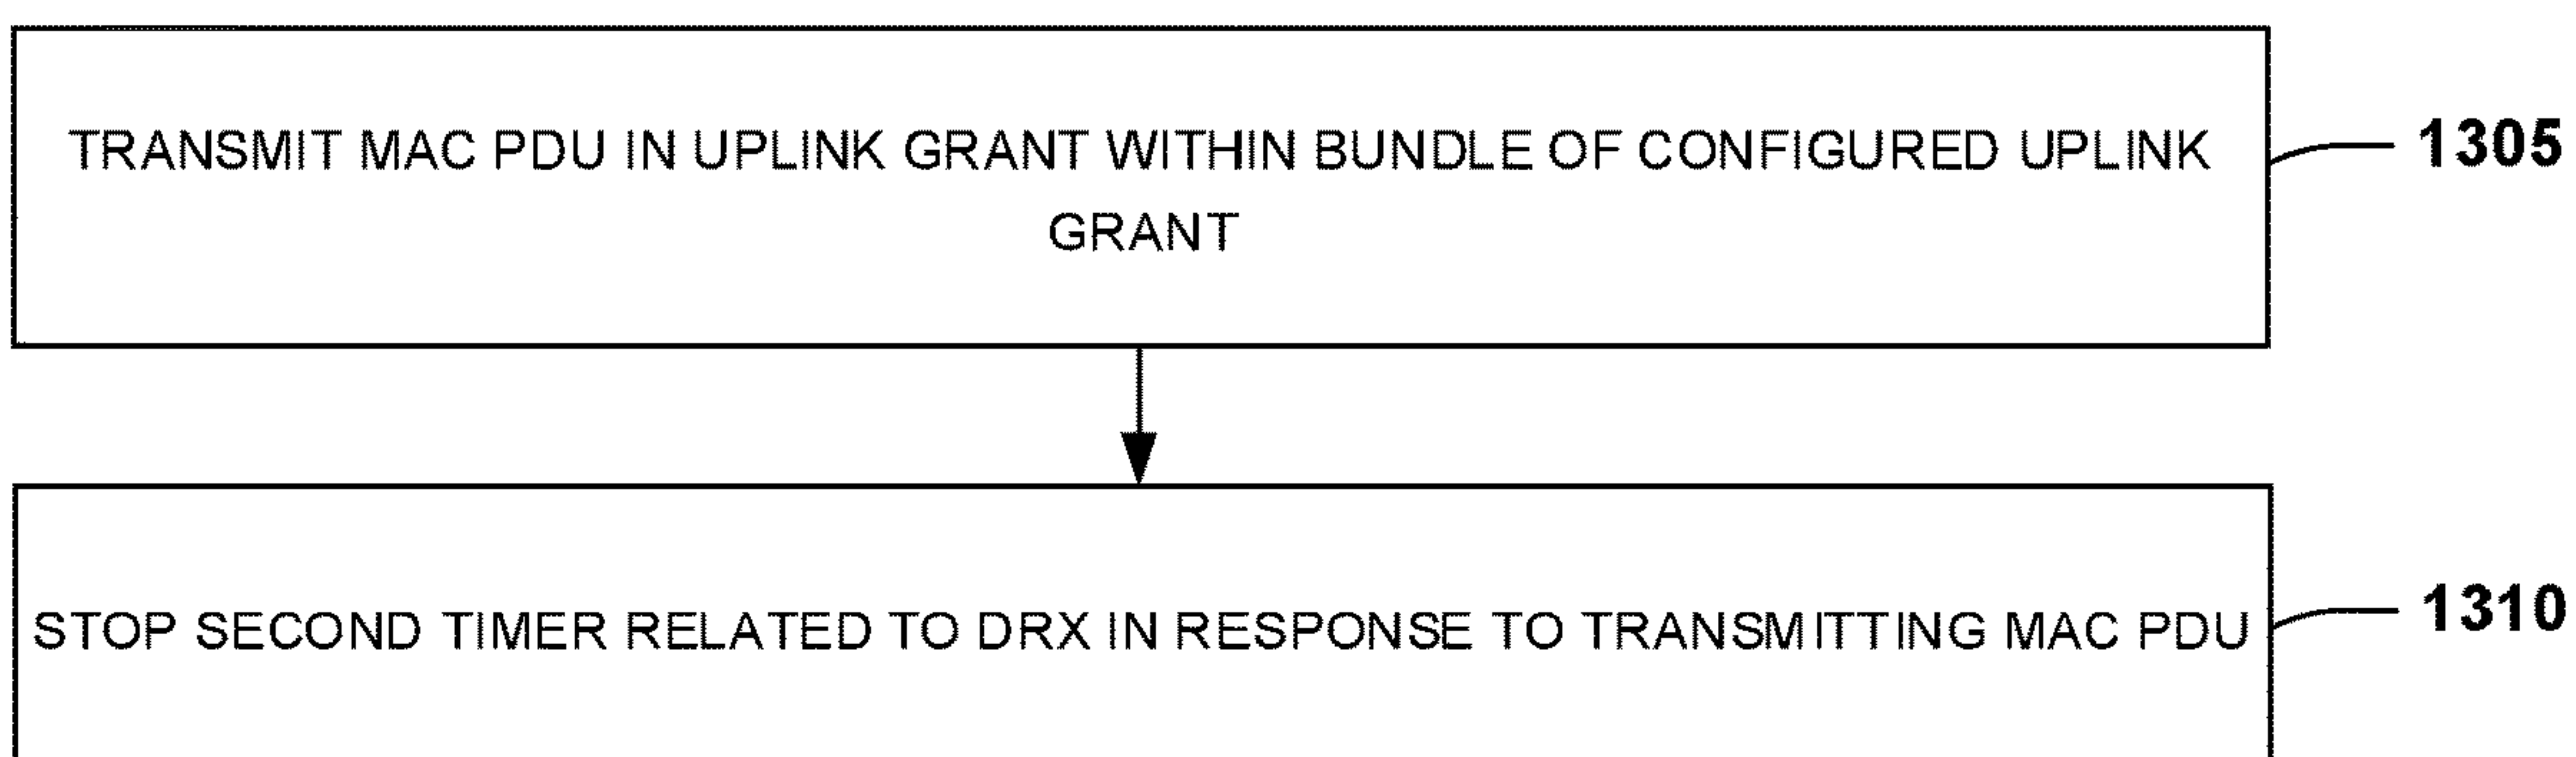 TRANSMIT MAC PDU IN UPLINK GRANT WITHIN BUNDLE OF CONFIGURED UPLINK
GRANT
1305
STOP SECOND TIMER RELATED TO DRX IN RESPONSE TO TRANSMITTING MAC PDU
1310